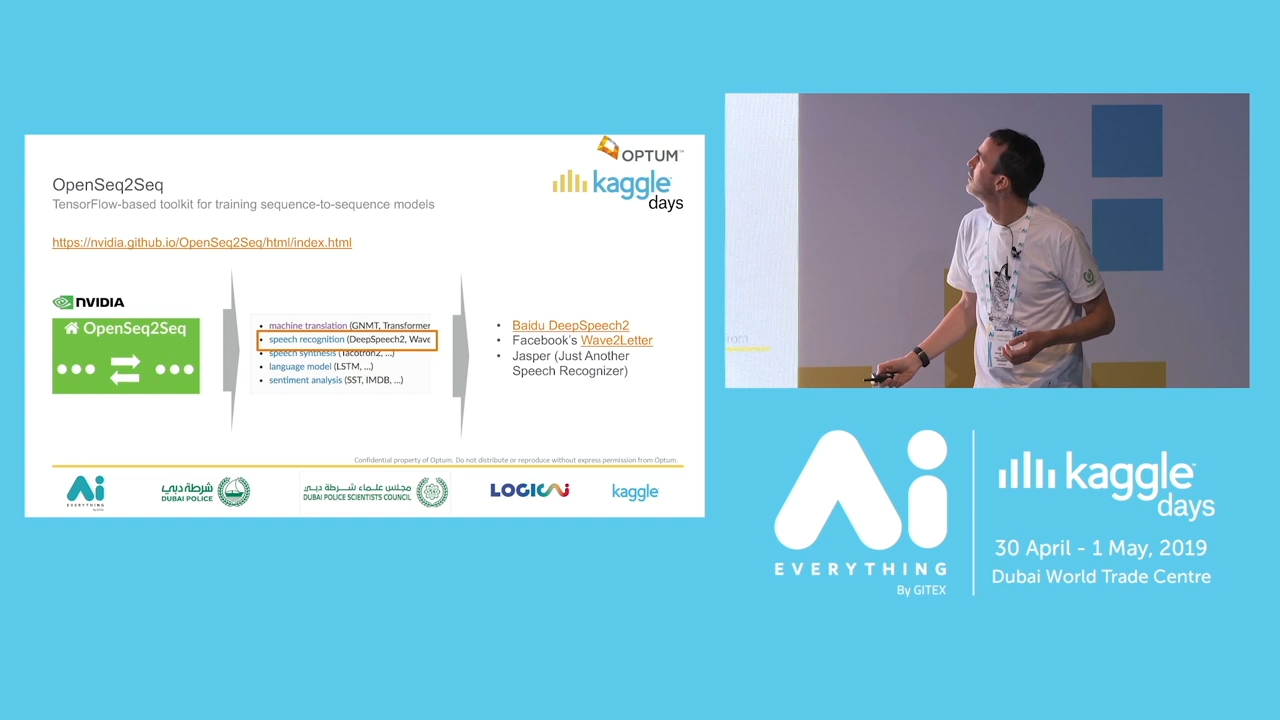 OPTUM™
kaggle
days
OpenSeq2Seq
TensorFlow-based toolkit for training sequence-to-sequence models
https://nvidia.github.io/OpenSeq2Seq/html/index.html
NVIDIA
OpenSeq2Seq
• machine translation (GNMT, Transformer
• speech recognition (DeepSpeech2, Wave
• speech synthesis (Tacotron2, ...)
• language model (LSTM, ...)
• sentiment analysis (SST, IMDB, ...)
• Baidu DeepSpeech2
• Facebook's Wave2Letter
• Jasper (Just Another
Speech Recognizer)
Confidential property of Optum. Do not distribute or reproduce without express permission from Optum.
Ai
EVERYTHING
شرطة دبي
DUBAI POLICE
مجلس علماء شرطة دبي
DUBAI POLICE SCIENTISTS COUNCIL
LOGICAI
kaggle
Ai
EVERYTHING
By GITEX
kaggle
days
30 April - 1 May, 2019
Dubai World Trade Centre